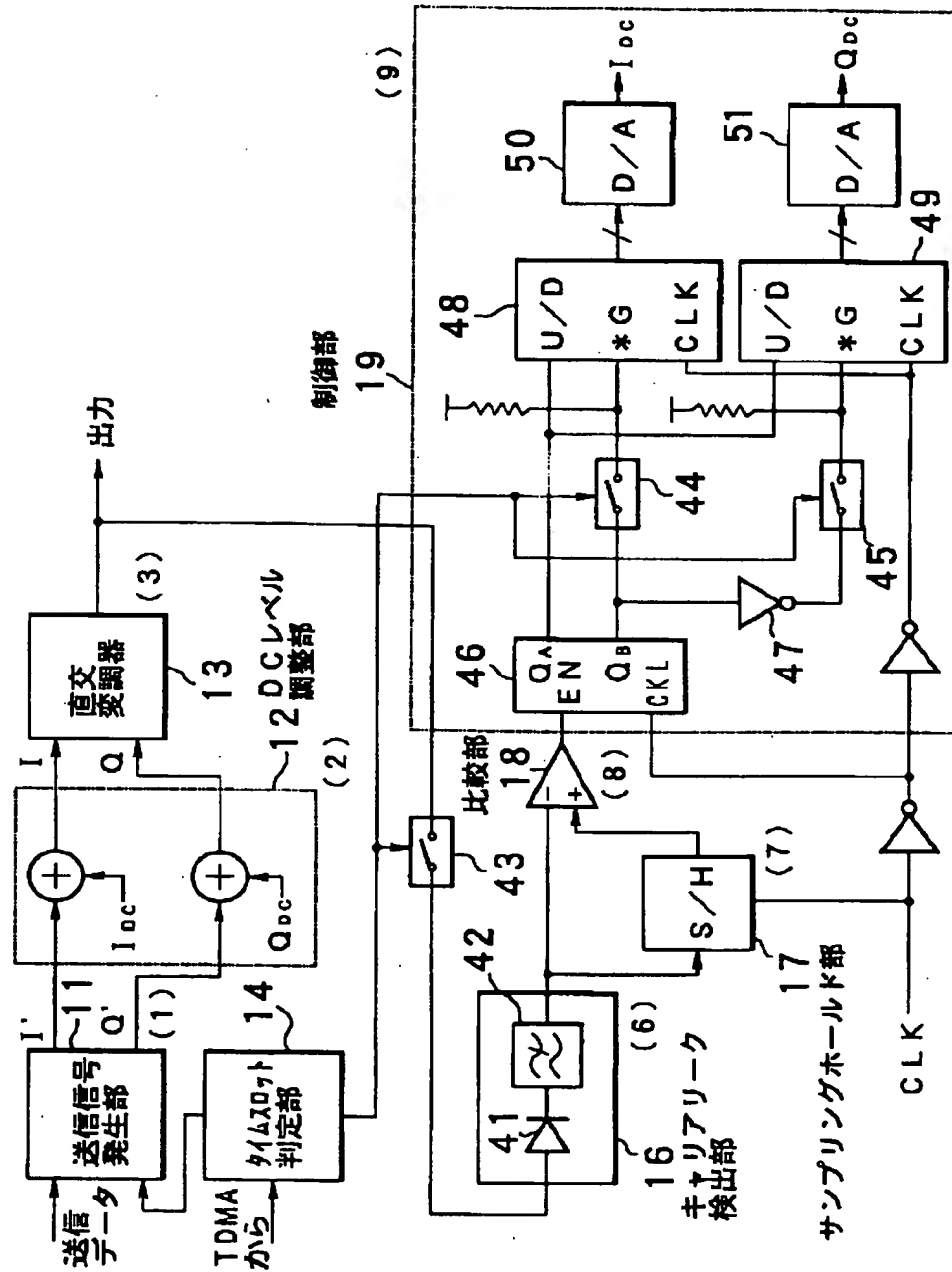 送信
データ
I'
11
送信信号
発生部
Q'
(1)
TDMA
から
14
タイムスロット
判定部
I
Q
+
+
IDC
QDC
12 DCレベル
調整部
(2)
直交
変調器
13
(3)
出力
43
16
キャリアリーク
検出部
41
42
(6)
S/H
17
サンプリングホールド部
(7)
CLK
比較部
18
-
+
(8)
制御部
19
(9)
46
QA
EN
QB
CKL
47
44
45
48
U/D
*G
CLK
49
U/D
*G
CLK
50
D/A
IDC
51
D/A
QDC